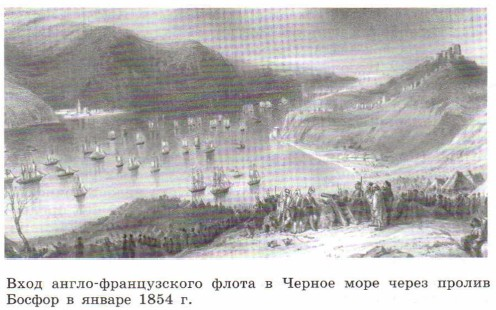 Вход англо-французского флота в Черное море через пролив
Босфор в январе 1854 г.